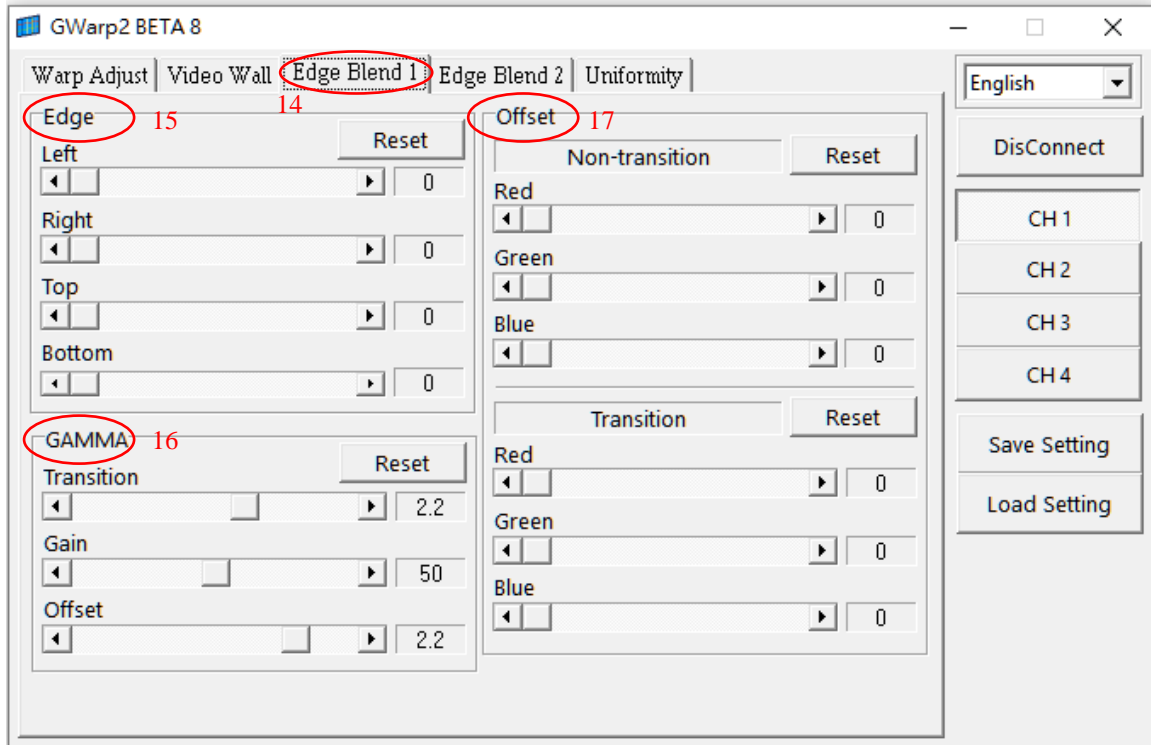 GWarp2 BETA 8
Warp Adjust Video Wall Edge Blend 1 Edge Blend 2 Uniformity
14
English
DisConnect
CH 1
CH 2
CH 3
CH 4
Save Setting
Load Setting
Edge 15
Reset
Left
0
Right
0
Top
0
Bottom
0
GAMMA 16
Reset
Transition
2.2
Gain
50
Offset
2.2
Offset 17
Non-transition Reset
Red
0
Green
0
Blue
0
Transition Reset
Red
0
Green
0
Blue
0